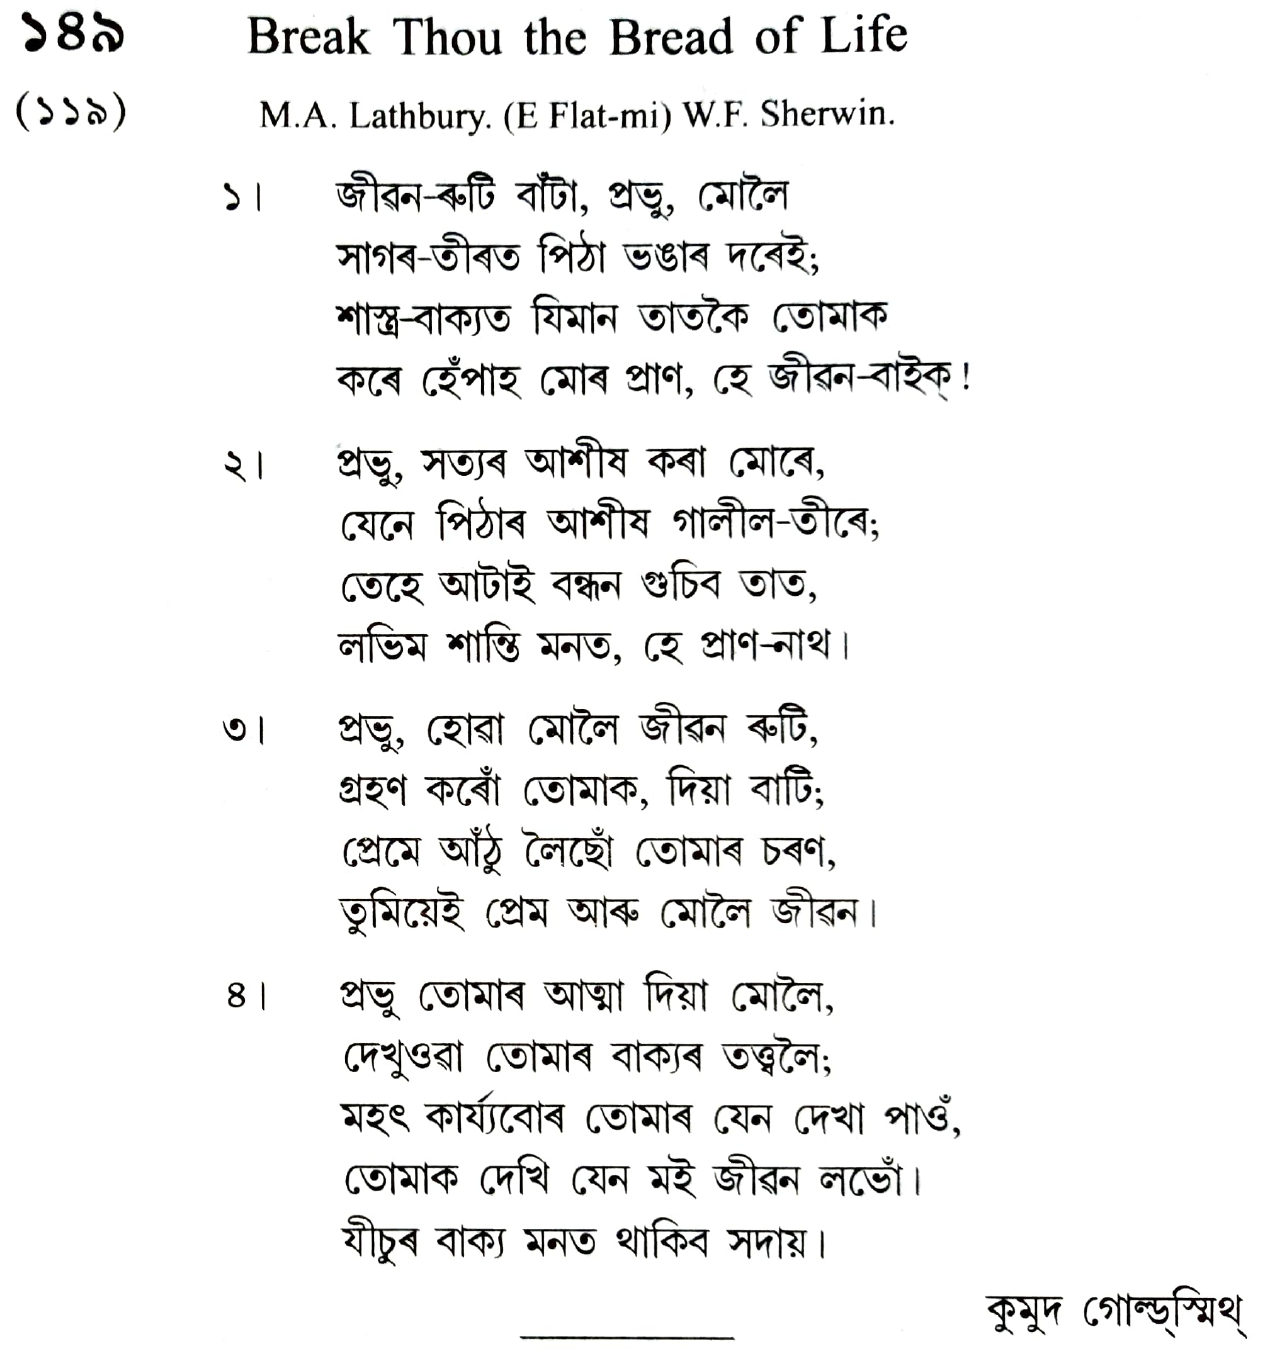 ১৪৯ Break Thou the Bread of Life
(১১৯) M.A. Lathbury. (E Flat-mi) W.F. Sherwin.
১। জীৱন-ৰুটি বাঁটা, প্ৰভু, মোলৈ
সাগৰ-তীৰত পিঠা ভঙাৰ দৰেই;
শাস্ত্ৰ-বাক্যত যিমান তাতকৈ তোমাক
কৰে হেঁপাহ মোৰ প্ৰাণ, হে জীৱন-বাইক্!
২। প্ৰভু, সত্যৰ আশীষ কৰা মোৰে,
যেনে পিঠাৰ আশীষ গালীল-তীৰে;
তেহে আটাই বন্ধন গুচিব তাত,
লভিম শান্তি মনত, হে প্ৰাণ-নাথ।
৩। প্ৰভু, হোৱা মোলৈ জীৱন ৰুটি,
গ্ৰহণ কৰোঁ তোমাক, দিয়া বাটি;
প্ৰেমে আঁঠু লৈছোঁ তোমাৰ চৰণ,
তুমিয়েই প্ৰেম আৰু মোলৈ জীৱন।
৪। প্ৰভু তোমাৰ আত্মা দিয়া মোলৈ,
দেখুওৱা তোমাৰ বাক্যৰ তত্ত্বলৈ;
মহৎ কাৰ্য্যবোৰ তোমাৰ যেন দেখা পাওঁ,
তোমাক দেখি যেন মই জীৱন লভোঁ।
যীচুৰ বাক্য মনত থাকিব সদায়।
কুমুদ গোল্ড্‌স্মিথ্